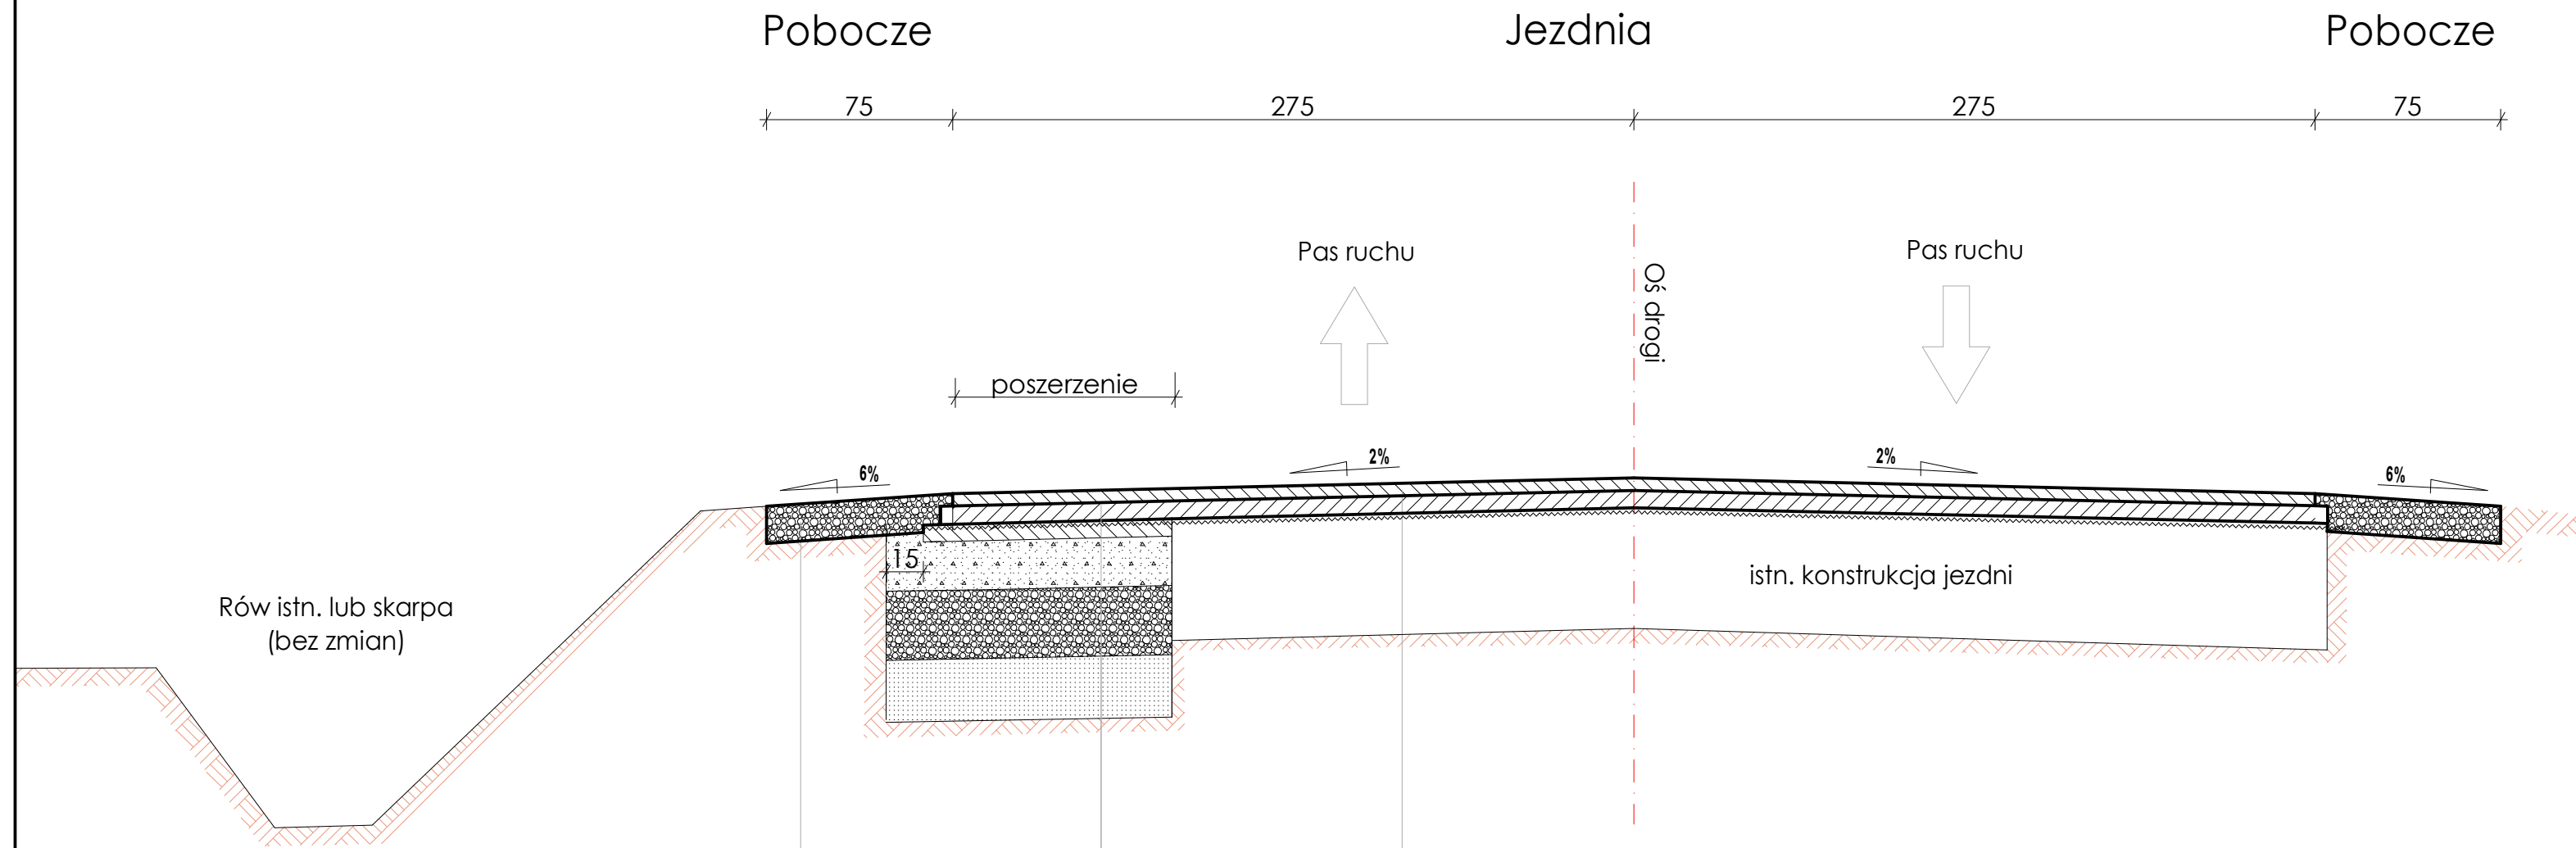 Pobocze Jezdnia Pobocze
75 275 275 75
Pas ruchu Pas ruchu
Oś drogi
poszerzenie
6% 2% 2% 6%
15
istn. konstrukcja jezdni
Rów istn. lub skarpa
(bez zmian)